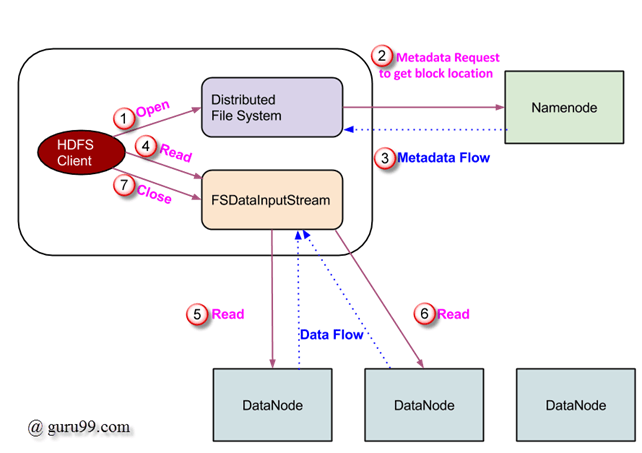 2 Metadata Request
to get block location
Distributed
File System
Namenode
1 Open
HDFS
Client
4 Read
3 Metadata Flow
7 Close
FSDataInputStream
5 Read
6 Read
Data Flow
DataNode
DataNode
DataNode
@ guru99.com